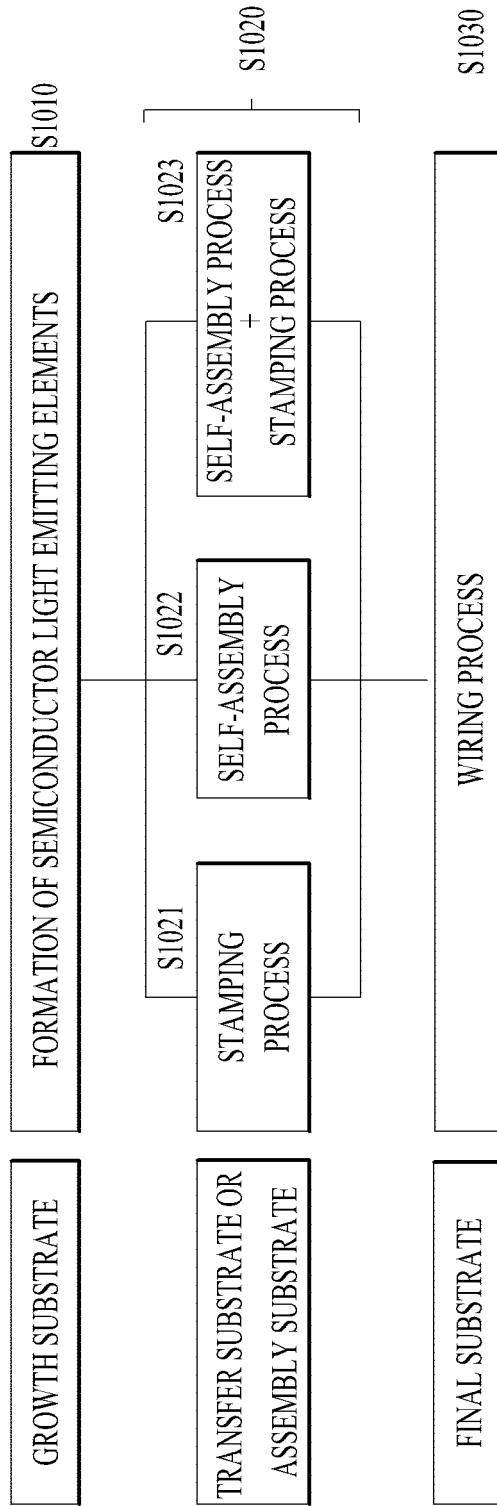 GROWTH SUBSTRATE
FORMATION OF SEMICONDUCTOR LIGHT EMITTING ELEMENTS
S1010
TRANSFER SUBSTRATE OR
ASSEMBLY SUBSTRATE
S1021
STAMPING
PROCESS
S1022
SELF-ASSEMBLY
PROCESS
S1023
SELF-ASSEMBLY PROCESS
+
STAMPING PROCESS
S1020
FINAL SUBSTRATE
WIRING PROCESS
S1030